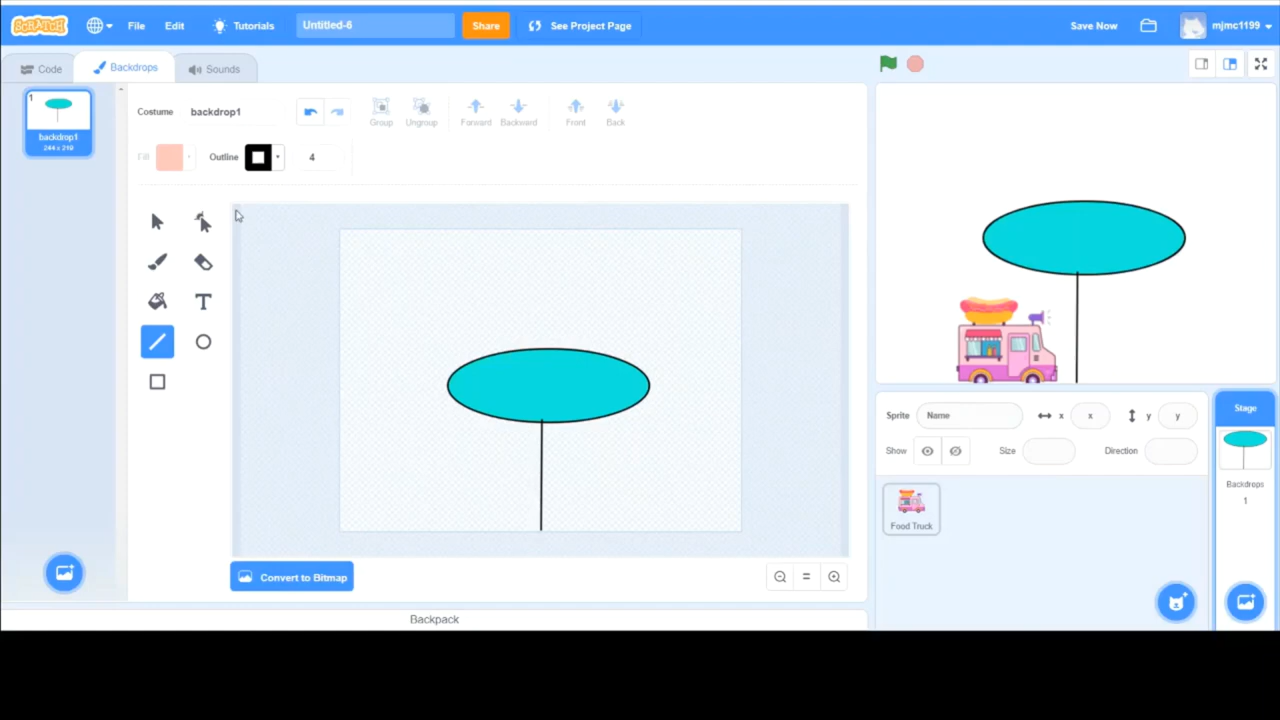 SCRATCH File Edit Tutorials Untitled-6 Share See Project Page Save Now mjmc1199
Code Backdrops Sounds
1
backdrop1
244 x 219
Costume backdrop1 Group Ungroup Forward Backward Front Back
Fill Outline 4
T
Convert to Bitmap
Backpack
Sprite Name x x y y
Show Size Direction
Food Truck
Stage
Backdrops
1